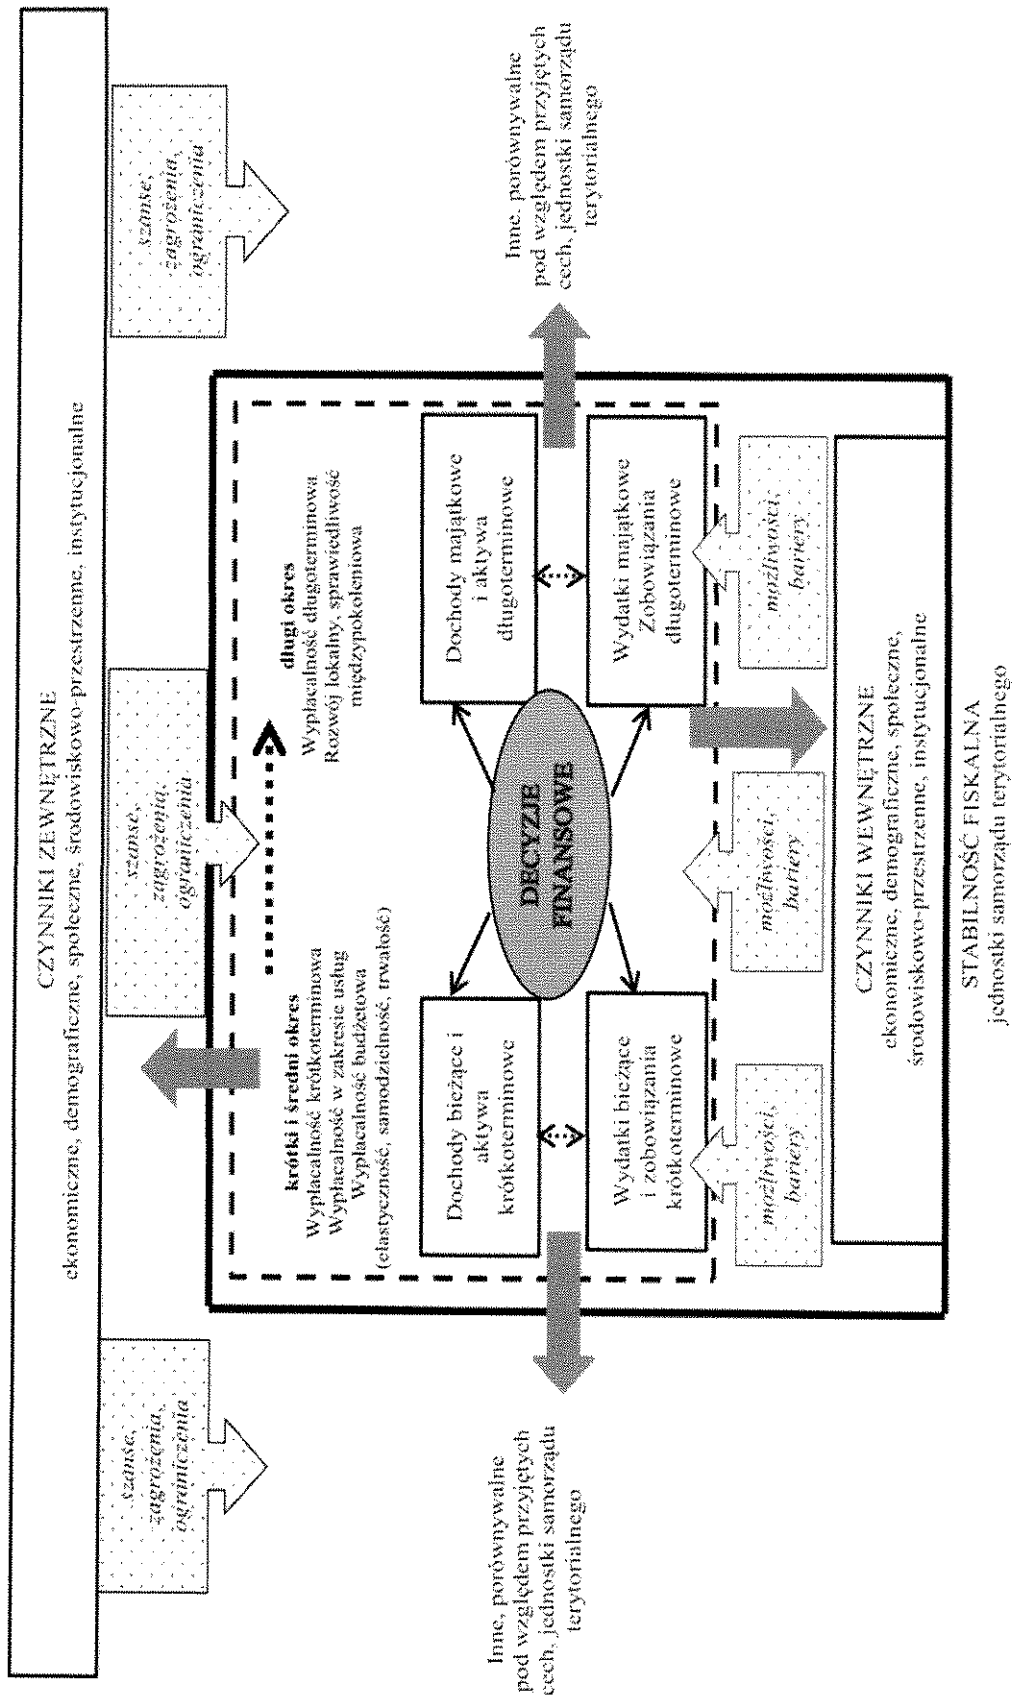 CZYNNIKI ZEWNĘTRZNE
ekonomiczne, demograficzne, społeczne, środowiskowo-przestrzenne, instytucjonalne
szanse,
zagrożenia,
ograniczenia
szanse,
zagrożenia,
ograniczenia
szanse,
zagrożenia,
ograniczenia
krótki i średni okres
Wypłacalność krótkoterminowa
Wypłacalność w zakresie usług
Wypłacalność budżetowa
(elastyczność, samodzielność, trwałość)
długi okres
Wypłacalność długoterminowa
Rozwój lokalny, sprawiedliwość
międzypokoleniowa
Inne, porównywalne
pod względem przyjętych
cech, jednostki samorządu
terytorialnego
Dochody bieżące i
aktywa
krótkoterminowe
Wydatki bieżące
i zobowiązania
krótkoterminowe
DECYZJE
FINANSOWE
Dochody majątkowe
i aktywa
długoterminowe
Wydatki majątkowe
Zobowiązania
długoterminowe
Inne, porównywalne
pod względem przyjętych
cech, jednostki samorządu
terytorialnego
możliwości,
bariery
możliwości,
bariery
możliwości,
bariery
CZYNNIKI WEWNĘTRZNE
ekonomiczne, demograficzne, społeczne,
środowiskowo-przestrzenne, instytucjonalne
STABILNOŚĆ FISKALNA
jednostki samorządu terytorialnego